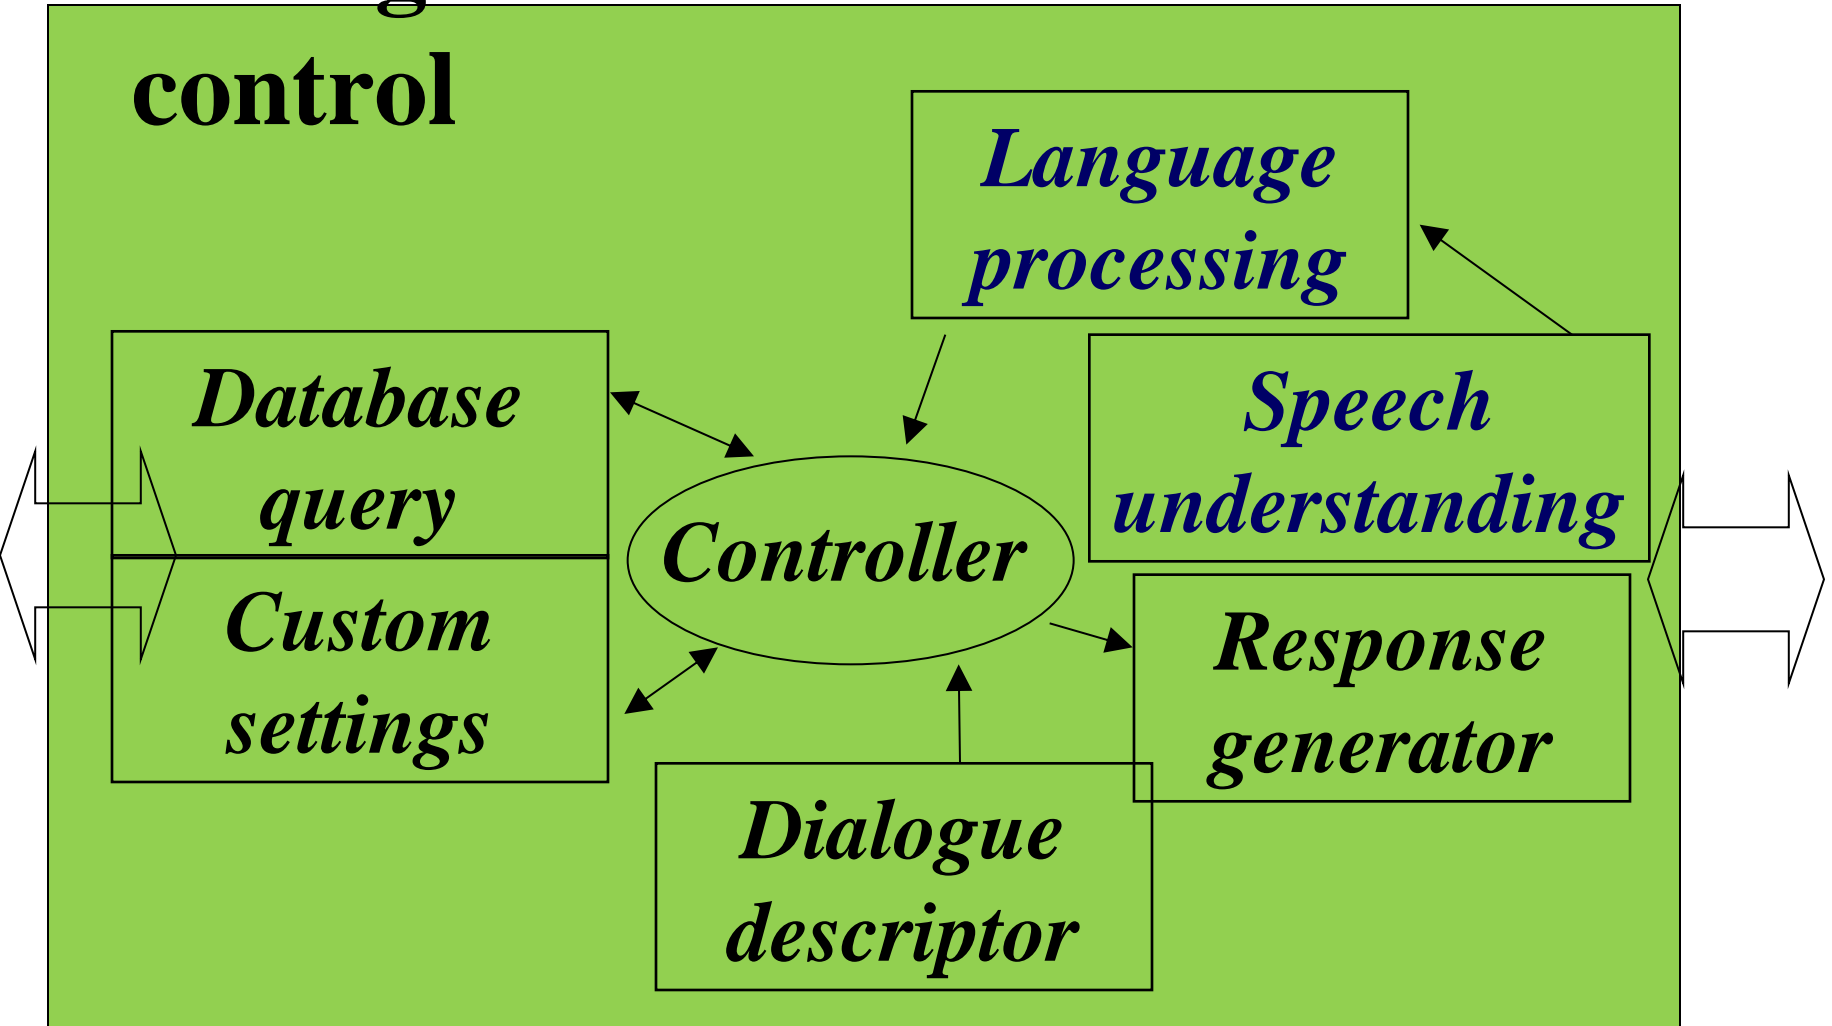 control
Language
processing
Database
query
Speech
understanding
Controller
Custom
settings
Response
generator
Dialogue
descriptor